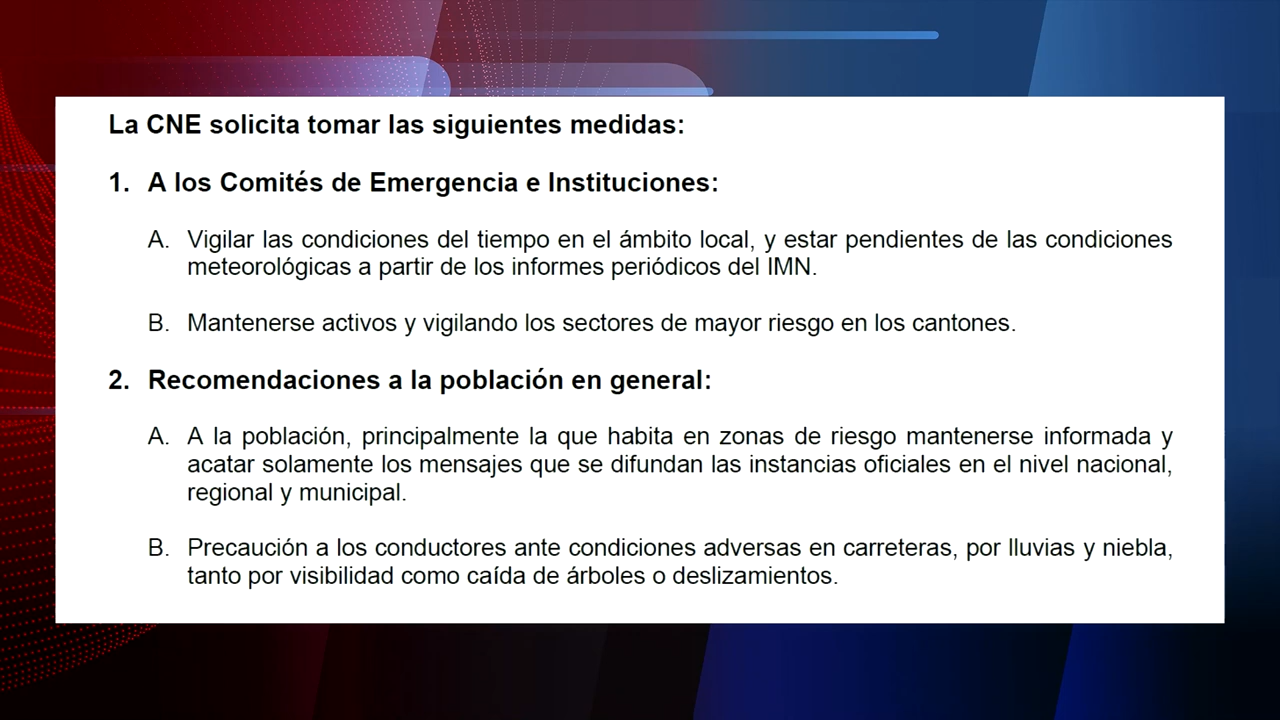 La CNE solicita tomar las siguientes medidas:
1. A los Comités de Emergencia e Instituciones:
A. Vigilar las condiciones del tiempo en el ámbito local, y estar pendientes de las condiciones
meteorológicas a partir de los informes periódicos del IMN.
B. Mantenerse activos y vigilando los sectores de mayor riesgo en los cantones.
2. Recomendaciones a la población en general:
A. A la población, principalmente la que habita en zonas de riesgo mantenerse informada y
acatar solamente los mensajes que se difundan las instancias oficiales en el nivel nacional,
regional y municipal.
B. Precaución a los conductores ante condiciones adversas en carreteras, por lluvias y niebla,
tanto por visibilidad como caída de árboles o deslizamientos.